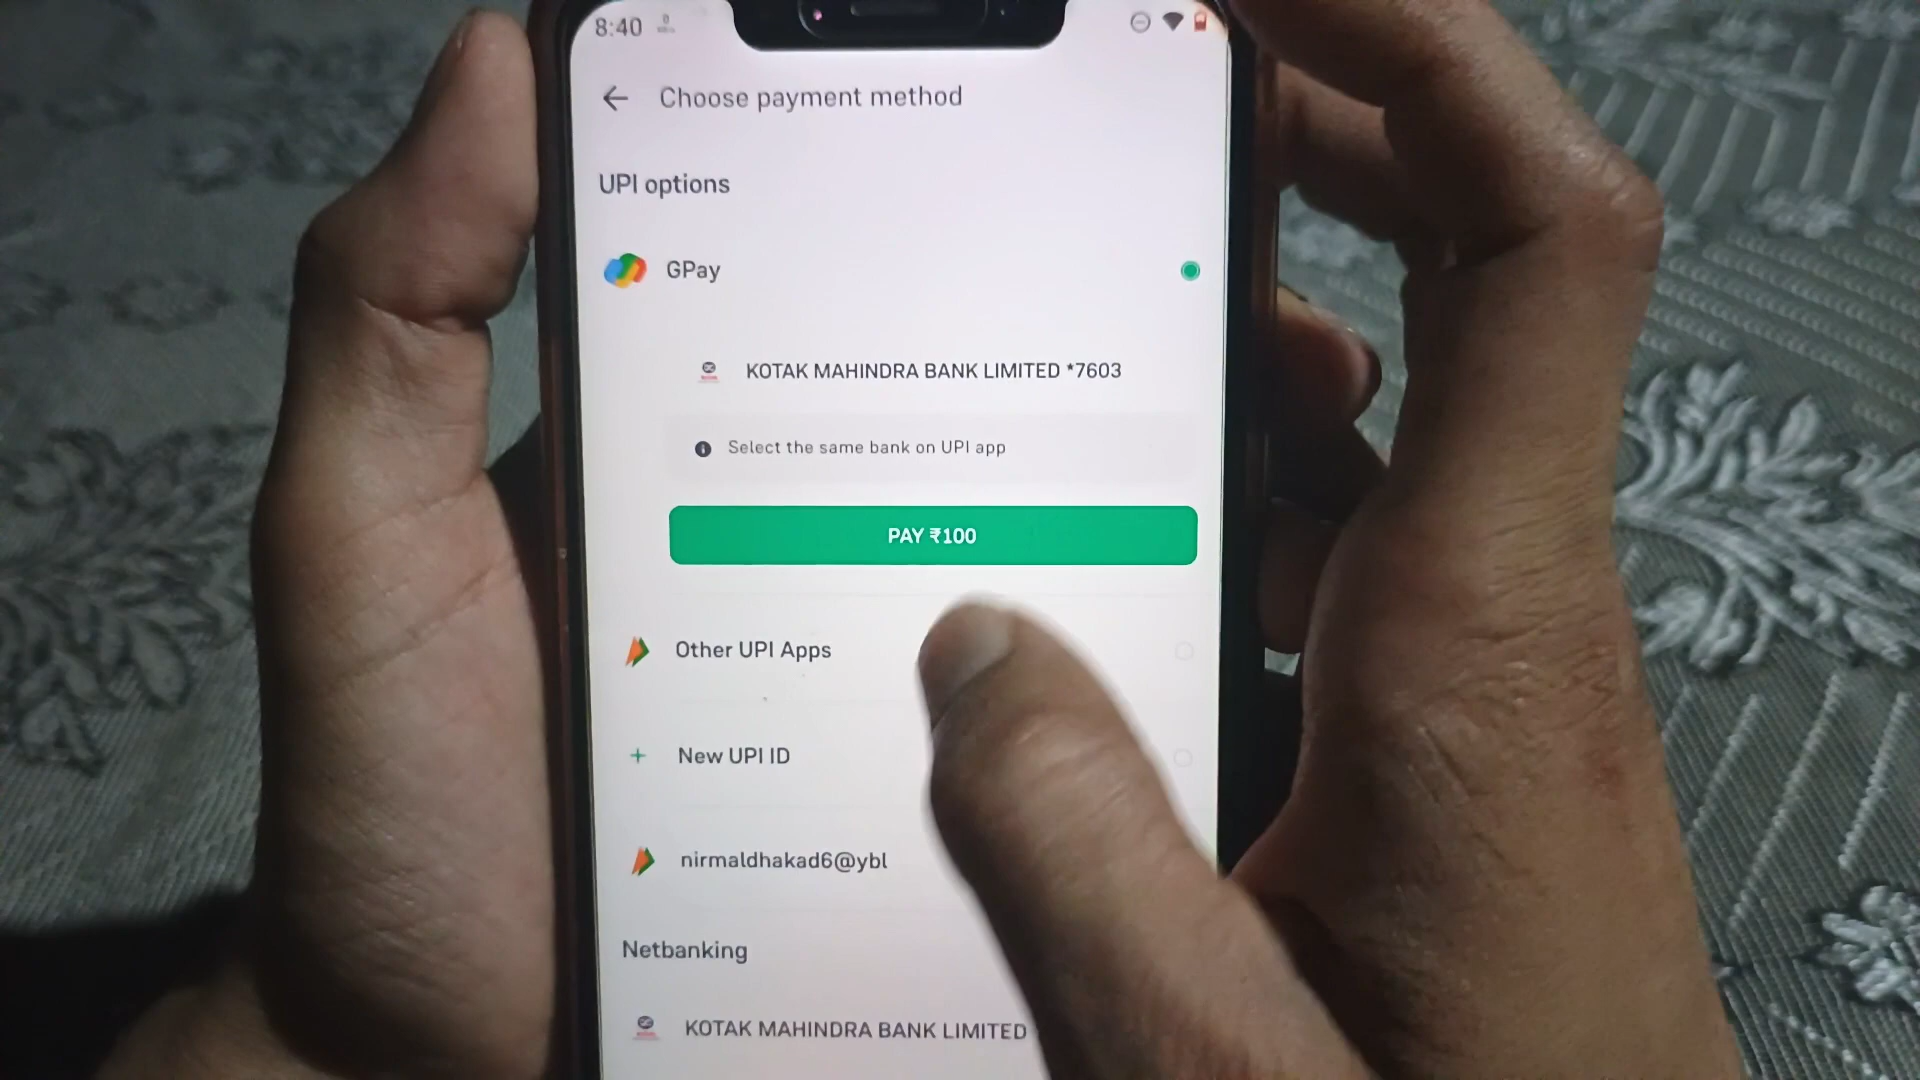 8:40
Choose payment method
UPI options
GPay
KOTAK MAHINDRA BANK LIMITED *7603
Select the same bank on UPI app
PAY ₹100
Other UPI Apps
New UPI ID
nirmaldhakad6@ybl
Netbanking
KOTAK MAHINDRA BANK LIMITED